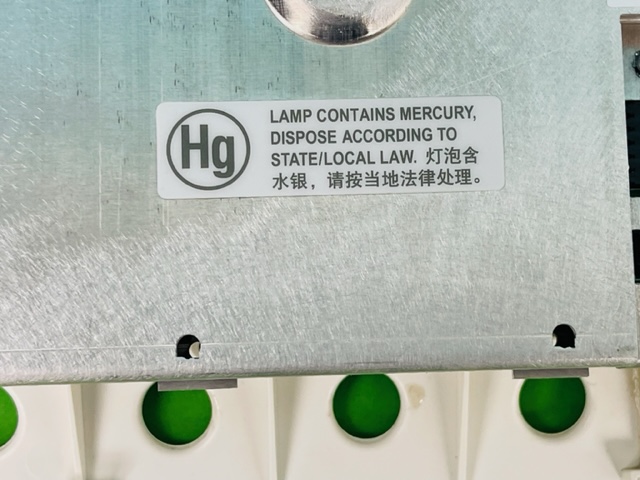 Hg
LAMP CONTAINS MERCURY,
DISPOSE ACCORDING TO
STATE/LOCAL LAW. 灯泡含
水银，请按当地法律处理。